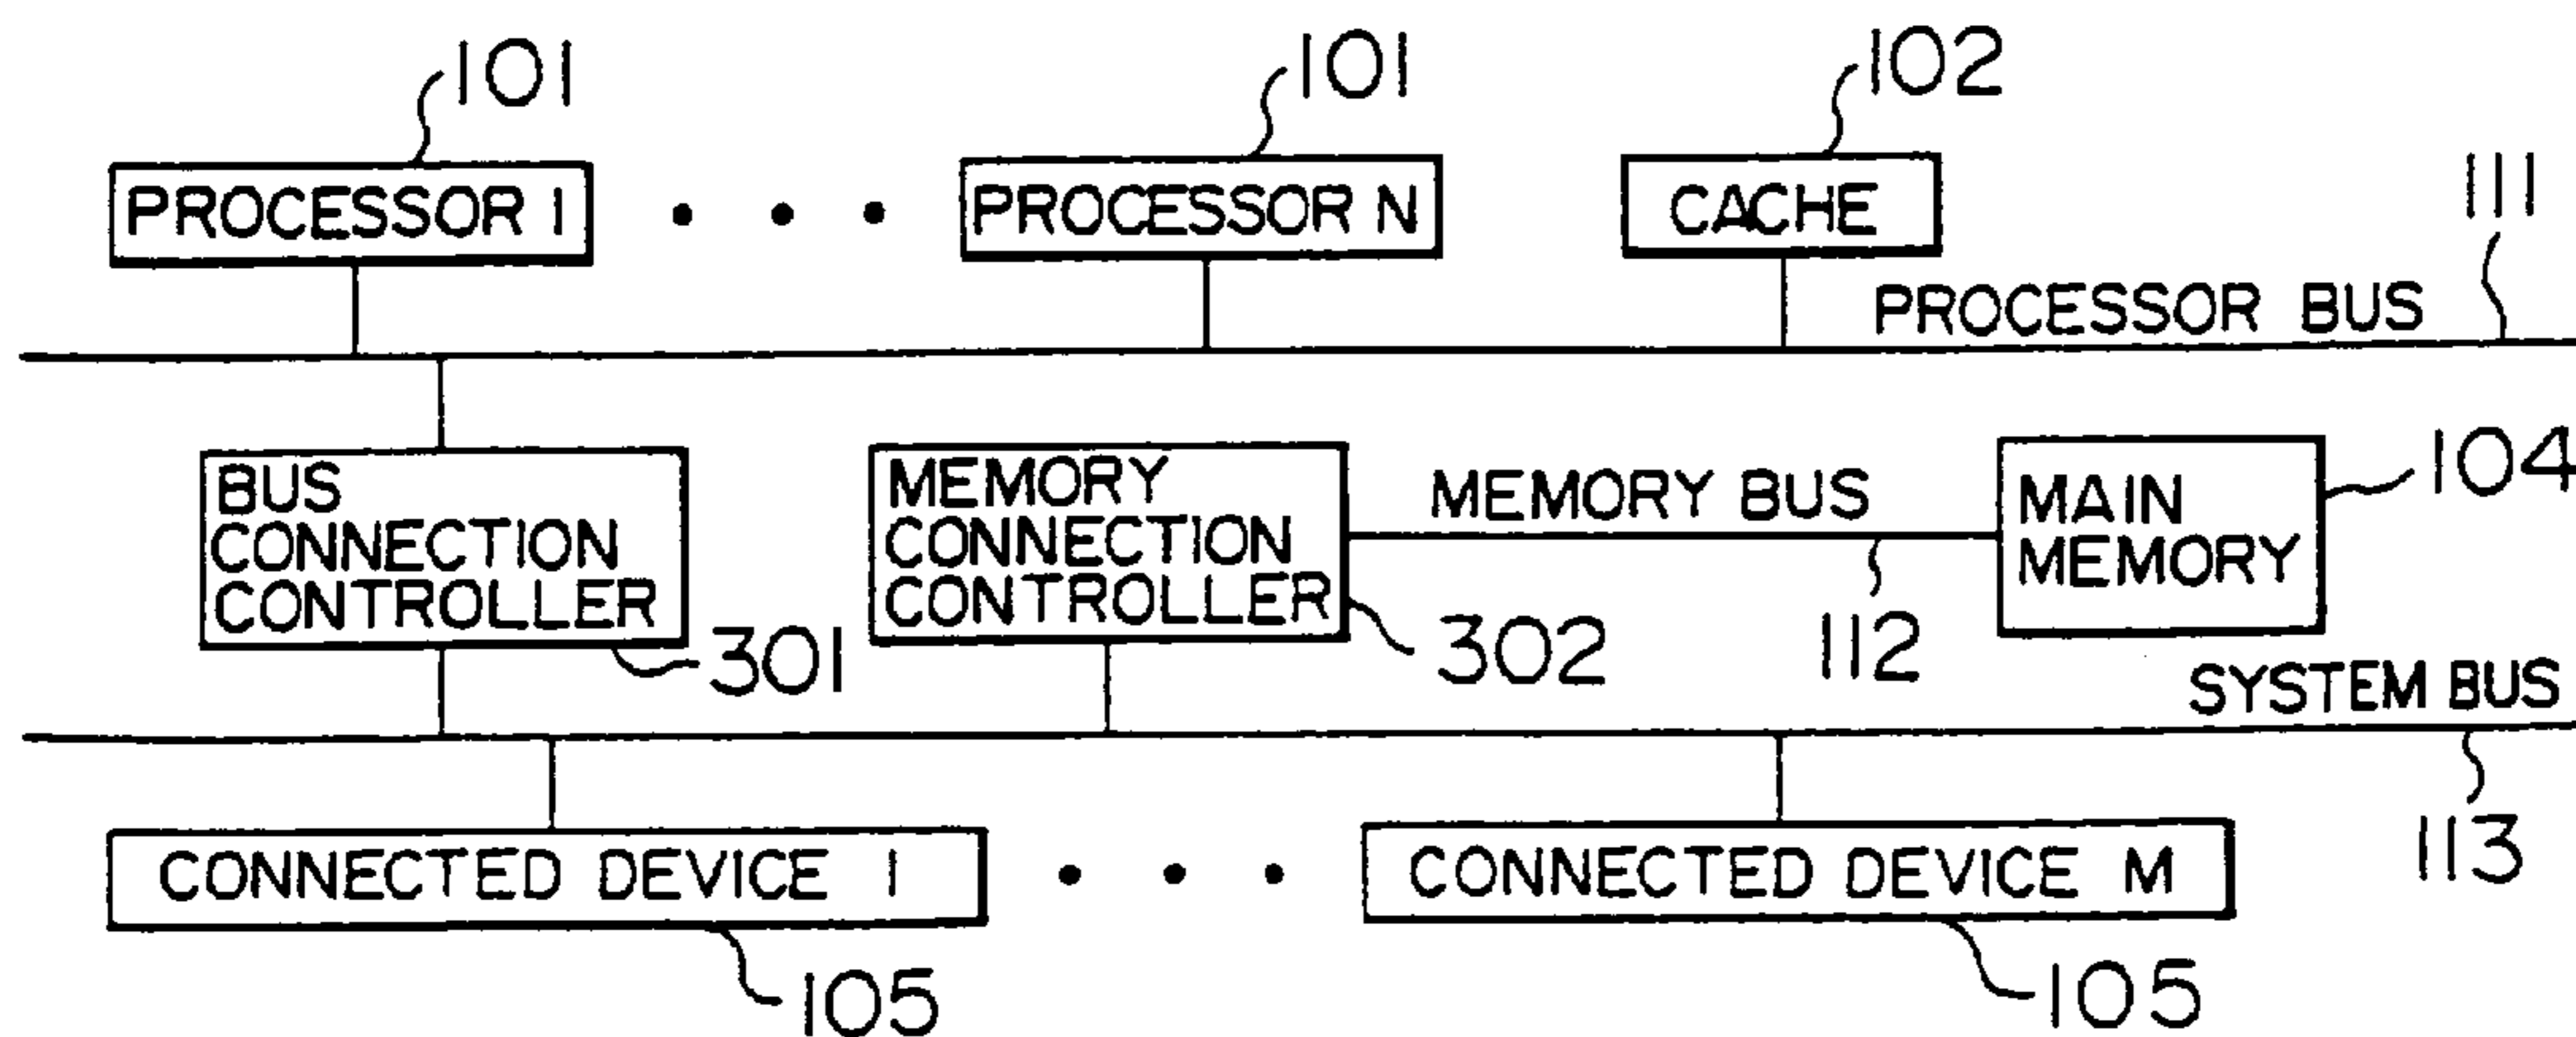 101
101
102
PROCESSOR 1
PROCESSOR N
CACHE
111
PROCESSOR BUS
BUS
CONNECTION
CONTROLLER
301
MEMORY
CONNECTION
CONTROLLER
302
MEMORY BUS
112
MAIN
MEMORY
104
SYSTEM BUS
113
CONNECTED DEVICE 1
CONNECTED DEVICE M
105
105